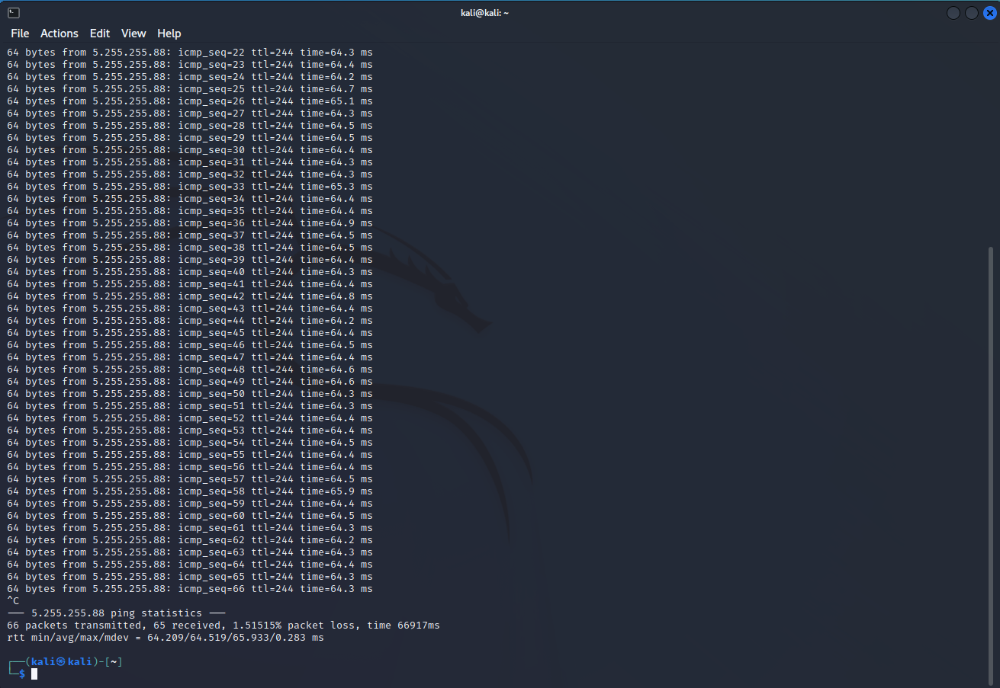 kali@kali: ~
File Actions Edit View Help
64 bytes from 5.255.255.88: icmp_seq=22 ttl=244 time=64.3 ms
64 bytes from 5.255.255.88: icmp_seq=23 ttl=244 time=64.4 ms
64 bytes from 5.255.255.88: icmp_seq=24 ttl=244 time=64.2 ms
64 bytes from 5.255.255.88: icmp_seq=25 ttl=244 time=64.7 ms
64 bytes from 5.255.255.88: icmp_seq=26 ttl=244 time=65.1 ms
64 bytes from 5.255.255.88: icmp_seq=27 ttl=244 time=64.3 ms
64 bytes from 5.255.255.88: icmp_seq=28 ttl=244 time=64.5 ms
64 bytes from 5.255.255.88: icmp_seq=29 ttl=244 time=64.5 ms
64 bytes from 5.255.255.88: icmp_seq=30 ttl=244 time=64.4 ms
64 bytes from 5.255.255.88: icmp_seq=31 ttl=244 time=64.3 ms
64 bytes from 5.255.255.88: icmp_seq=32 ttl=244 time=64.3 ms
64 bytes from 5.255.255.88: icmp_seq=33 ttl=244 time=65.3 ms
64 bytes from 5.255.255.88: icmp_seq=34 ttl=244 time=64.4 ms
64 bytes from 5.255.255.88: icmp_seq=35 ttl=244 time=64.4 ms
64 bytes from 5.255.255.88: icmp_seq=36 ttl=244 time=64.9 ms
64 bytes from 5.255.255.88: icmp_seq=37 ttl=244 time=64.5 ms
64 bytes from 5.255.255.88: icmp_seq=38 ttl=244 time=64.5 ms
64 bytes from 5.255.255.88: icmp_seq=39 ttl=244 time=64.4 ms
64 bytes from 5.255.255.88: icmp_seq=40 ttl=244 time=64.3 ms
64 bytes from 5.255.255.88: icmp_seq=41 ttl=244 time=64.4 ms
64 bytes from 5.255.255.88: icmp_seq=42 ttl=244 time=64.8 ms
64 bytes from 5.255.255.88: icmp_seq=43 ttl=244 time=64.4 ms
64 bytes from 5.255.255.88: icmp_seq=44 ttl=244 time=64.2 ms
64 bytes from 5.255.255.88: icmp_seq=45 ttl=244 time=64.4 ms
64 bytes from 5.255.255.88: icmp_seq=46 ttl=244 time=64.5 ms
64 bytes from 5.255.255.88: icmp_seq=47 ttl=244 time=64.4 ms
64 bytes from 5.255.255.88: icmp_seq=48 ttl=244 time=64.6 ms
64 bytes from 5.255.255.88: icmp_seq=49 ttl=244 time=64.6 ms
64 bytes from 5.255.255.88: icmp_seq=50 ttl=244 time=64.3 ms
64 bytes from 5.255.255.88: icmp_seq=51 ttl=244 time=64.3 ms
64 bytes from 5.255.255.88: icmp_seq=52 ttl=244 time=64.4 ms
64 bytes from 5.255.255.88: icmp_seq=53 ttl=244 time=64.4 ms
64 bytes from 5.255.255.88: icmp_seq=54 ttl=244 time=64.5 ms
64 bytes from 5.255.255.88: icmp_seq=55 ttl=244 time=64.4 ms
64 bytes from 5.255.255.88: icmp_seq=56 ttl=244 time=64.4 ms
64 bytes from 5.255.255.88: icmp_seq=57 ttl=244 time=64.5 ms
64 bytes from 5.255.255.88: icmp_seq=58 ttl=244 time=65.9 ms
64 bytes from 5.255.255.88: icmp_seq=59 ttl=244 time=64.4 ms
64 bytes from 5.255.255.88: icmp_seq=60 ttl=244 time=64.5 ms
64 bytes from 5.255.255.88: icmp_seq=61 ttl=244 time=64.3 ms
64 bytes from 5.255.255.88: icmp_seq=62 ttl=244 time=64.2 ms
64 bytes from 5.255.255.88: icmp_seq=63 ttl=244 time=64.3 ms
64 bytes from 5.255.255.88: icmp_seq=64 ttl=244 time=64.4 ms
64 bytes from 5.255.255.88: icmp_seq=65 ttl=244 time=64.3 ms
64 bytes from 5.255.255.88: icmp_seq=66 ttl=244 time=64.3 ms
^C
--- 5.255.255.88 ping statistics ---
66 packets transmitted, 65 received, 1.51515% packet loss, time 66917ms
rtt min/avg/max/mdev = 64.209/64.519/65.933/0.283 ms
┌──(kali㉿kali)-[~]
└─$